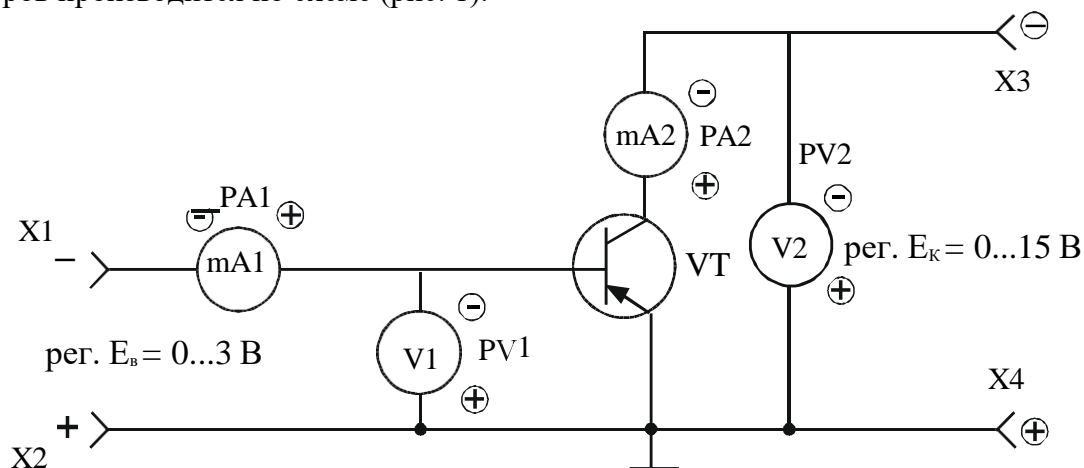 ров производится по схеме (рис. 1).
−
X3
−
mA2
PA2
+
PV2
−
PA1
−
+
X1
−
mA1
VT
V2
рег. Eк = 0...15 В
+
−
рег. Eв = 0...3 В
V1
PV1
+
X4
+
X2
+